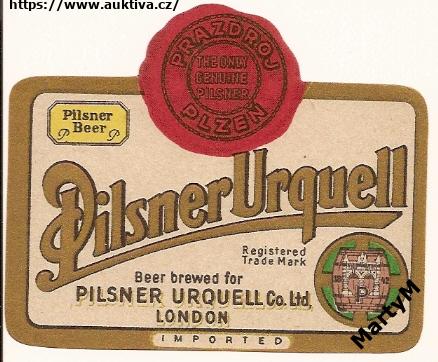 https://www.auktiva.cz/
PRAZDROJ
THE ONLY
GENUINE
PILSNER
PLZEN
Pilsner
Beer
P P
Pilsner Urquell
Registered
Trade Mark
Beer brewed for
PILSNER URQUELL Co. Ltd.
LONDON
IMPORTED
MartyM